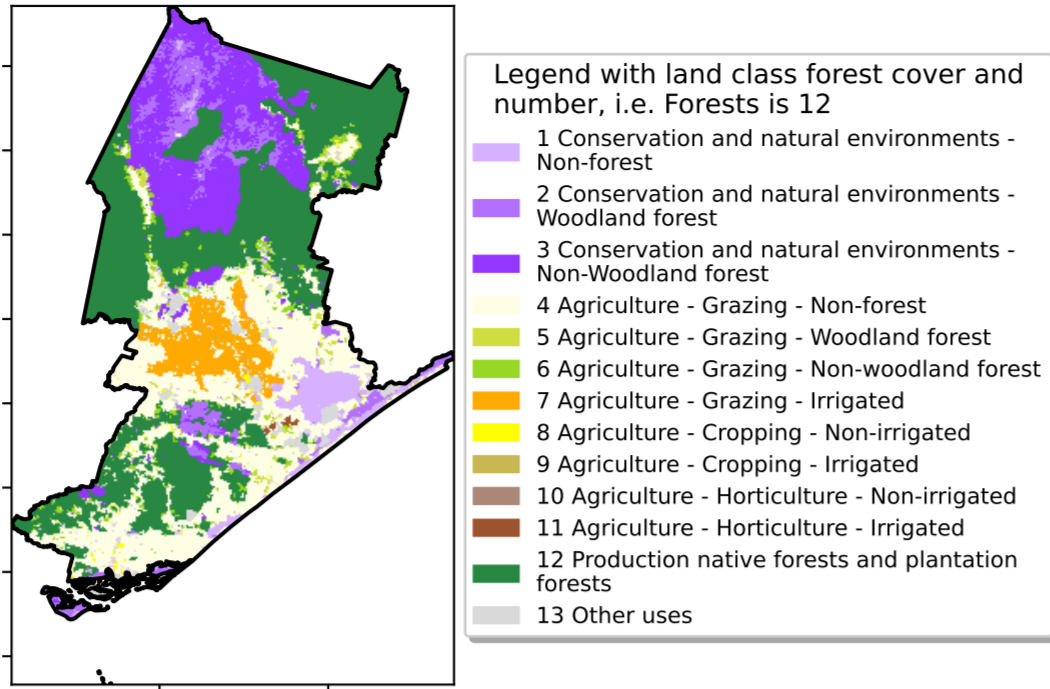 Legend with land class forest cover and
number, i.e. Forests is 12
1 Conservation and natural environments -
Non-forest
2 Conservation and natural environments -
Woodland forest
3 Conservation and natural environments -
Non-Woodland forest
4 Agriculture - Grazing - Non-forest
5 Agriculture - Grazing - Woodland forest
6 Agriculture - Grazing - Non-woodland forest
7 Agriculture - Grazing - Irrigated
8 Agriculture - Cropping - Non-irrigated
9 Agriculture - Cropping - Irrigated
10 Agriculture - Horticulture - Non-irrigated
11 Agriculture - Horticulture - Irrigated
12 Production native forests and plantation
forests
13 Other uses